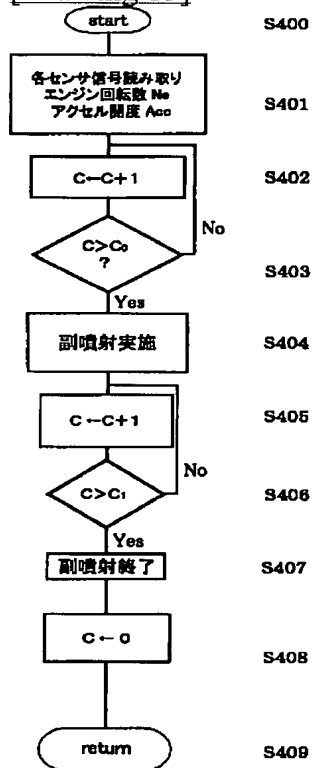 start
S400
各センサ信号読み取り
エンジン回転数 Ne
アクセル開度 Acc
S401
C←C+1
S402
No
C>C₀
?
S403
Yes
副噴射実施
S404
C←C+1
S405
No
C>C₁
S406
Yes
副噴射終了
S407
C←0
S408
return
S409